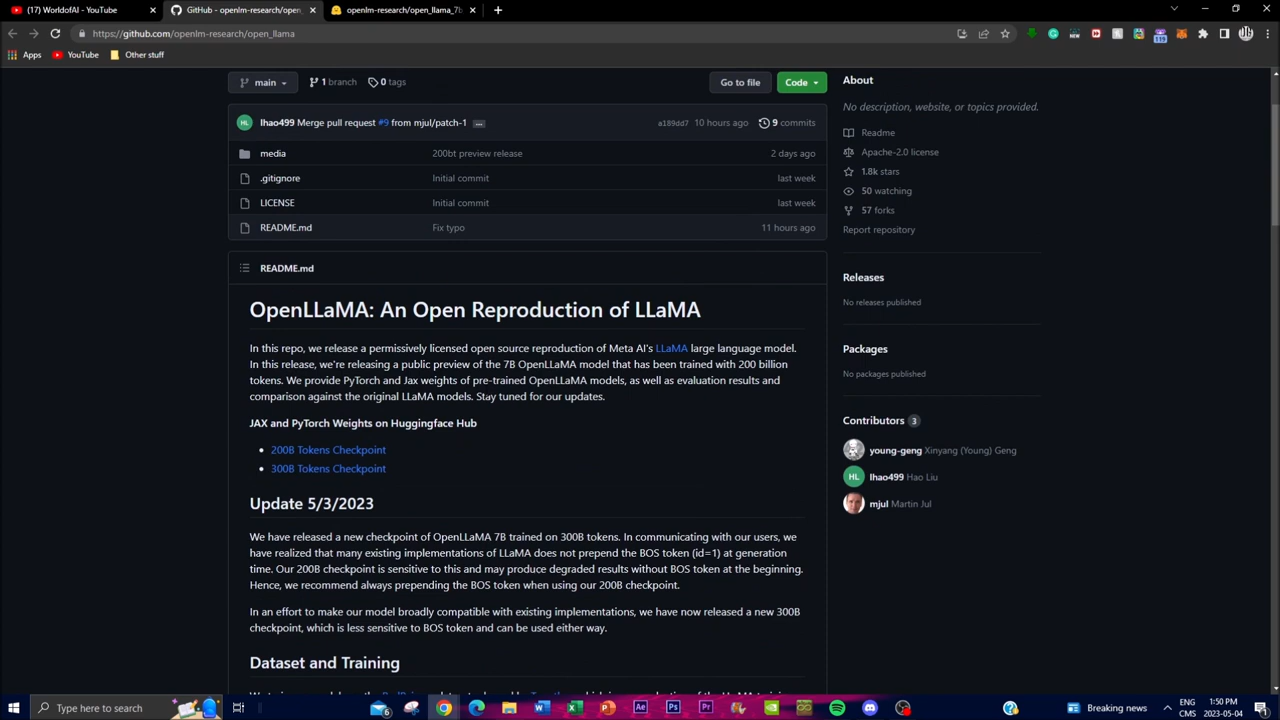 (17) WorldofAI - YouTube
GitHub - openlm-research/open_
openlm-research/open_llama_7b
https://github.com/openlm-research/open_llama
Apps YouTube Other stuff
main 1 branch 0 tags Go to file Code
lhao499 Merge pull request #9 from mjul/patch-1 a189dd7 10 hours ago 9 commits
media 200bt preview release 2 days ago
.gitignore Initial commit last week
LICENSE Initial commit last week
README.md Fix typo 11 hours ago
README.md
OpenLLaMA: An Open Reproduction of LLaMA
In this repo, we release a permissively licensed open source reproduction of Meta AI's LLaMA large language model.
In this release, we're releasing a public preview of the 7B OpenLLaMA model that has been trained with 200 billion
tokens. We provide PyTorch and Jax weights of pre-trained OpenLLaMA models, as well as evaluation results and
comparison against the original LLaMA models. Stay tuned for our updates.
JAX and PyTorch Weights on Huggingface Hub
200B Tokens Checkpoint
300B Tokens Checkpoint
Update 5/3/2023
We have released a new checkpoint of OpenLLaMA 7B trained on 300B tokens. In communicating with our users, we
have realized that many existing implementations of LLaMA does not prepend the BOS token (id=1) at generation
time. Our 200B checkpoint is sensitive to this and may produce degraded results without BOS token at the beginning.
Hence, we recommend always prepending the BOS token when using our 200B checkpoint.
In an effort to make our model broadly compatible with existing implementations, we have now released a new 300B
checkpoint, which is less sensitive to BOS token and can be used either way.
Dataset and Training
About
No description, website, or topics provided.
Readme
Apache-2.0 license
1.8k stars
50 watching
57 forks
Report repository
Releases
No releases published
Packages
No packages published
Contributors 3
young-geng Xinyang (Young) Geng
HL lhao499 Hao Liu
mjul Martin Jul
Type here to search
Breaking news
ENG
CMS
1:50 PM
2023-05-04